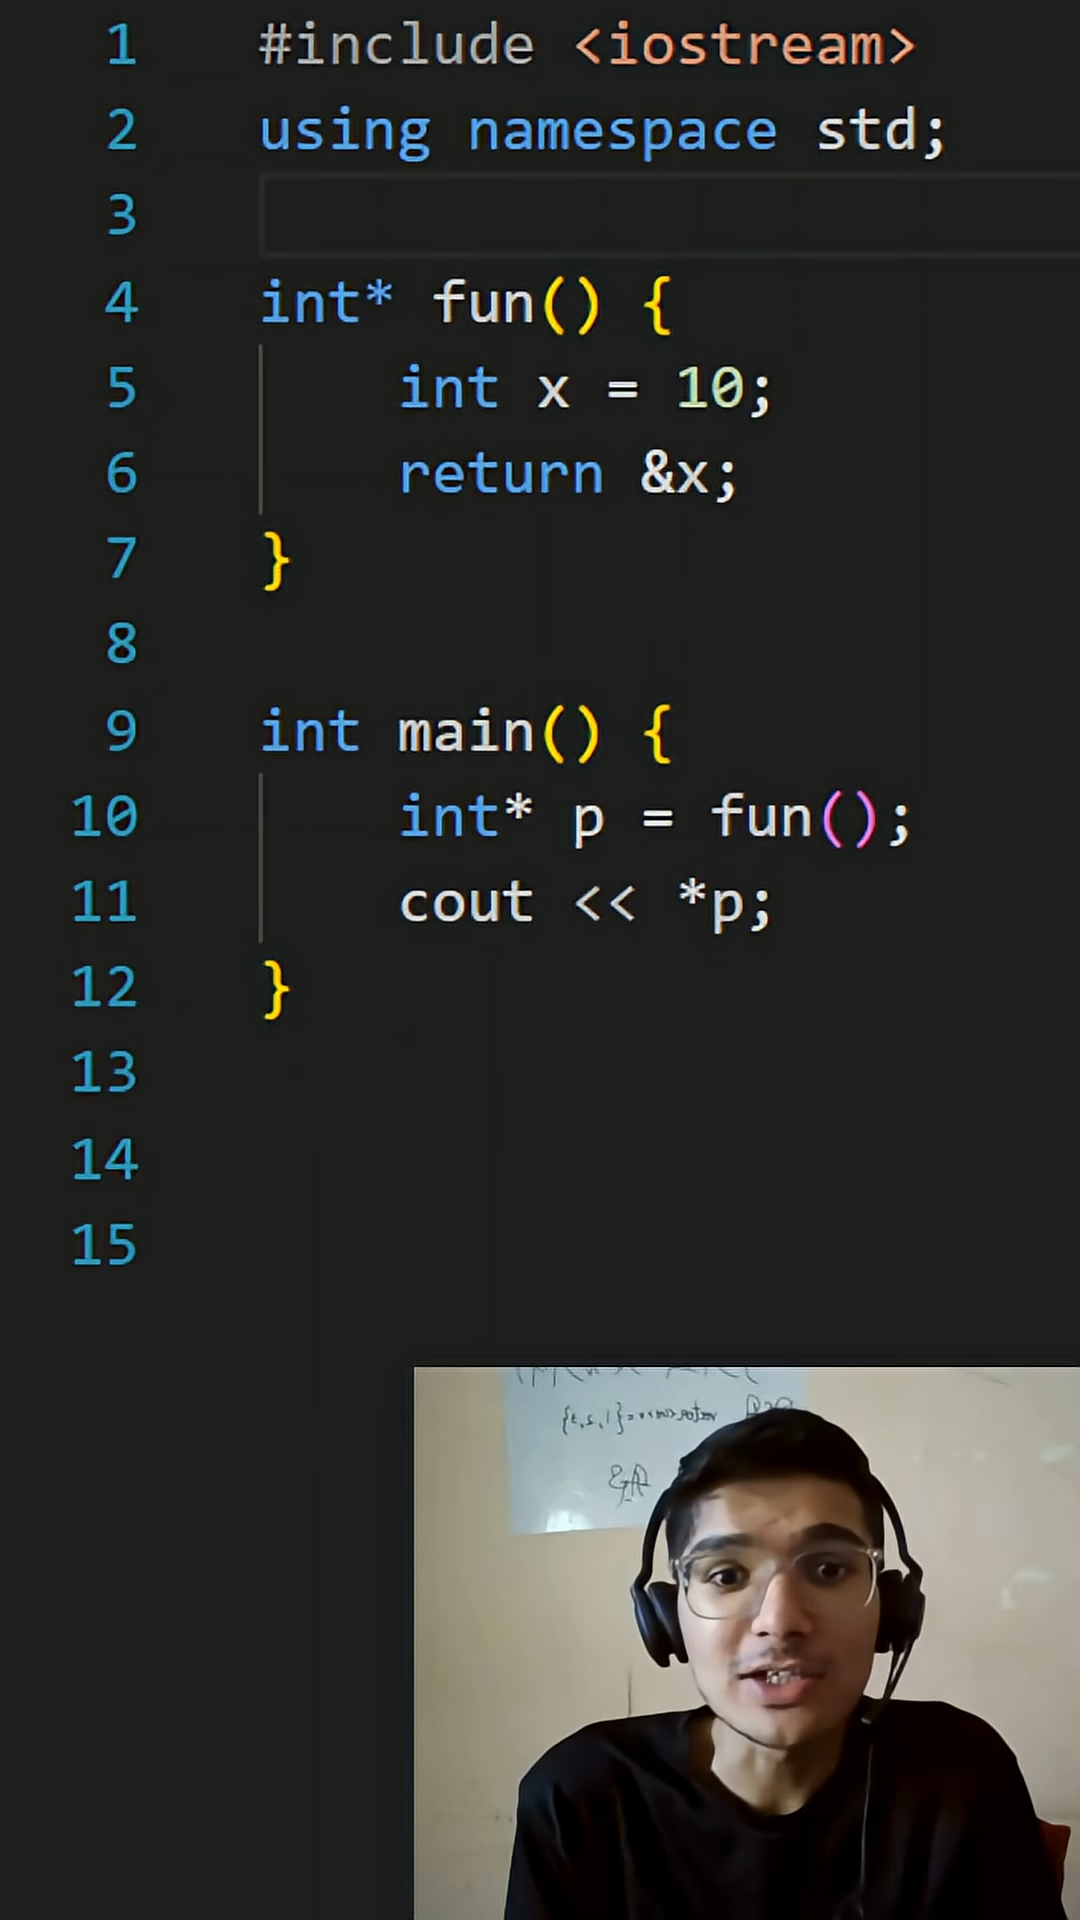 1 #include <iostream>
2 using namespace std;
3
4 int* fun() {
5 int x = 10;
6 return &x;
7 }
8
9 int main() {
10 int* p = fun();
11 cout << *p;
12 }
13
14
15